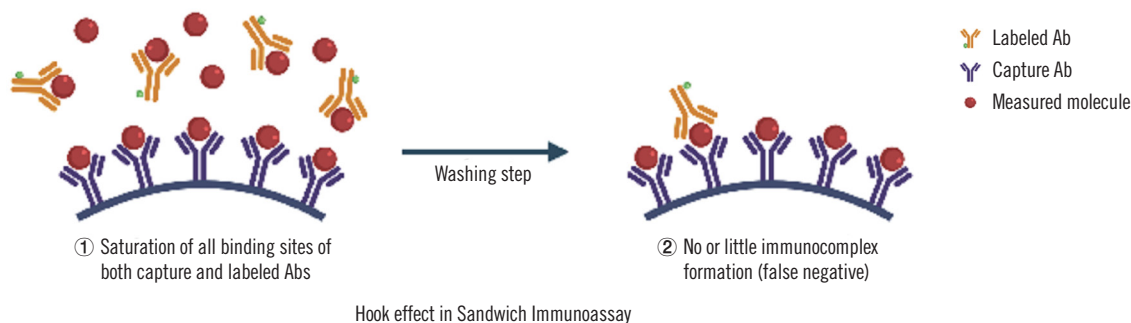 Labeled Ab
Capture Ab
Measured molecule
Washing step
① Saturation of all binding sites of
both capture and labeled Abs
② No or little immunocomplex
formation (false negative)
Hook effect in Sandwich Immunoassay